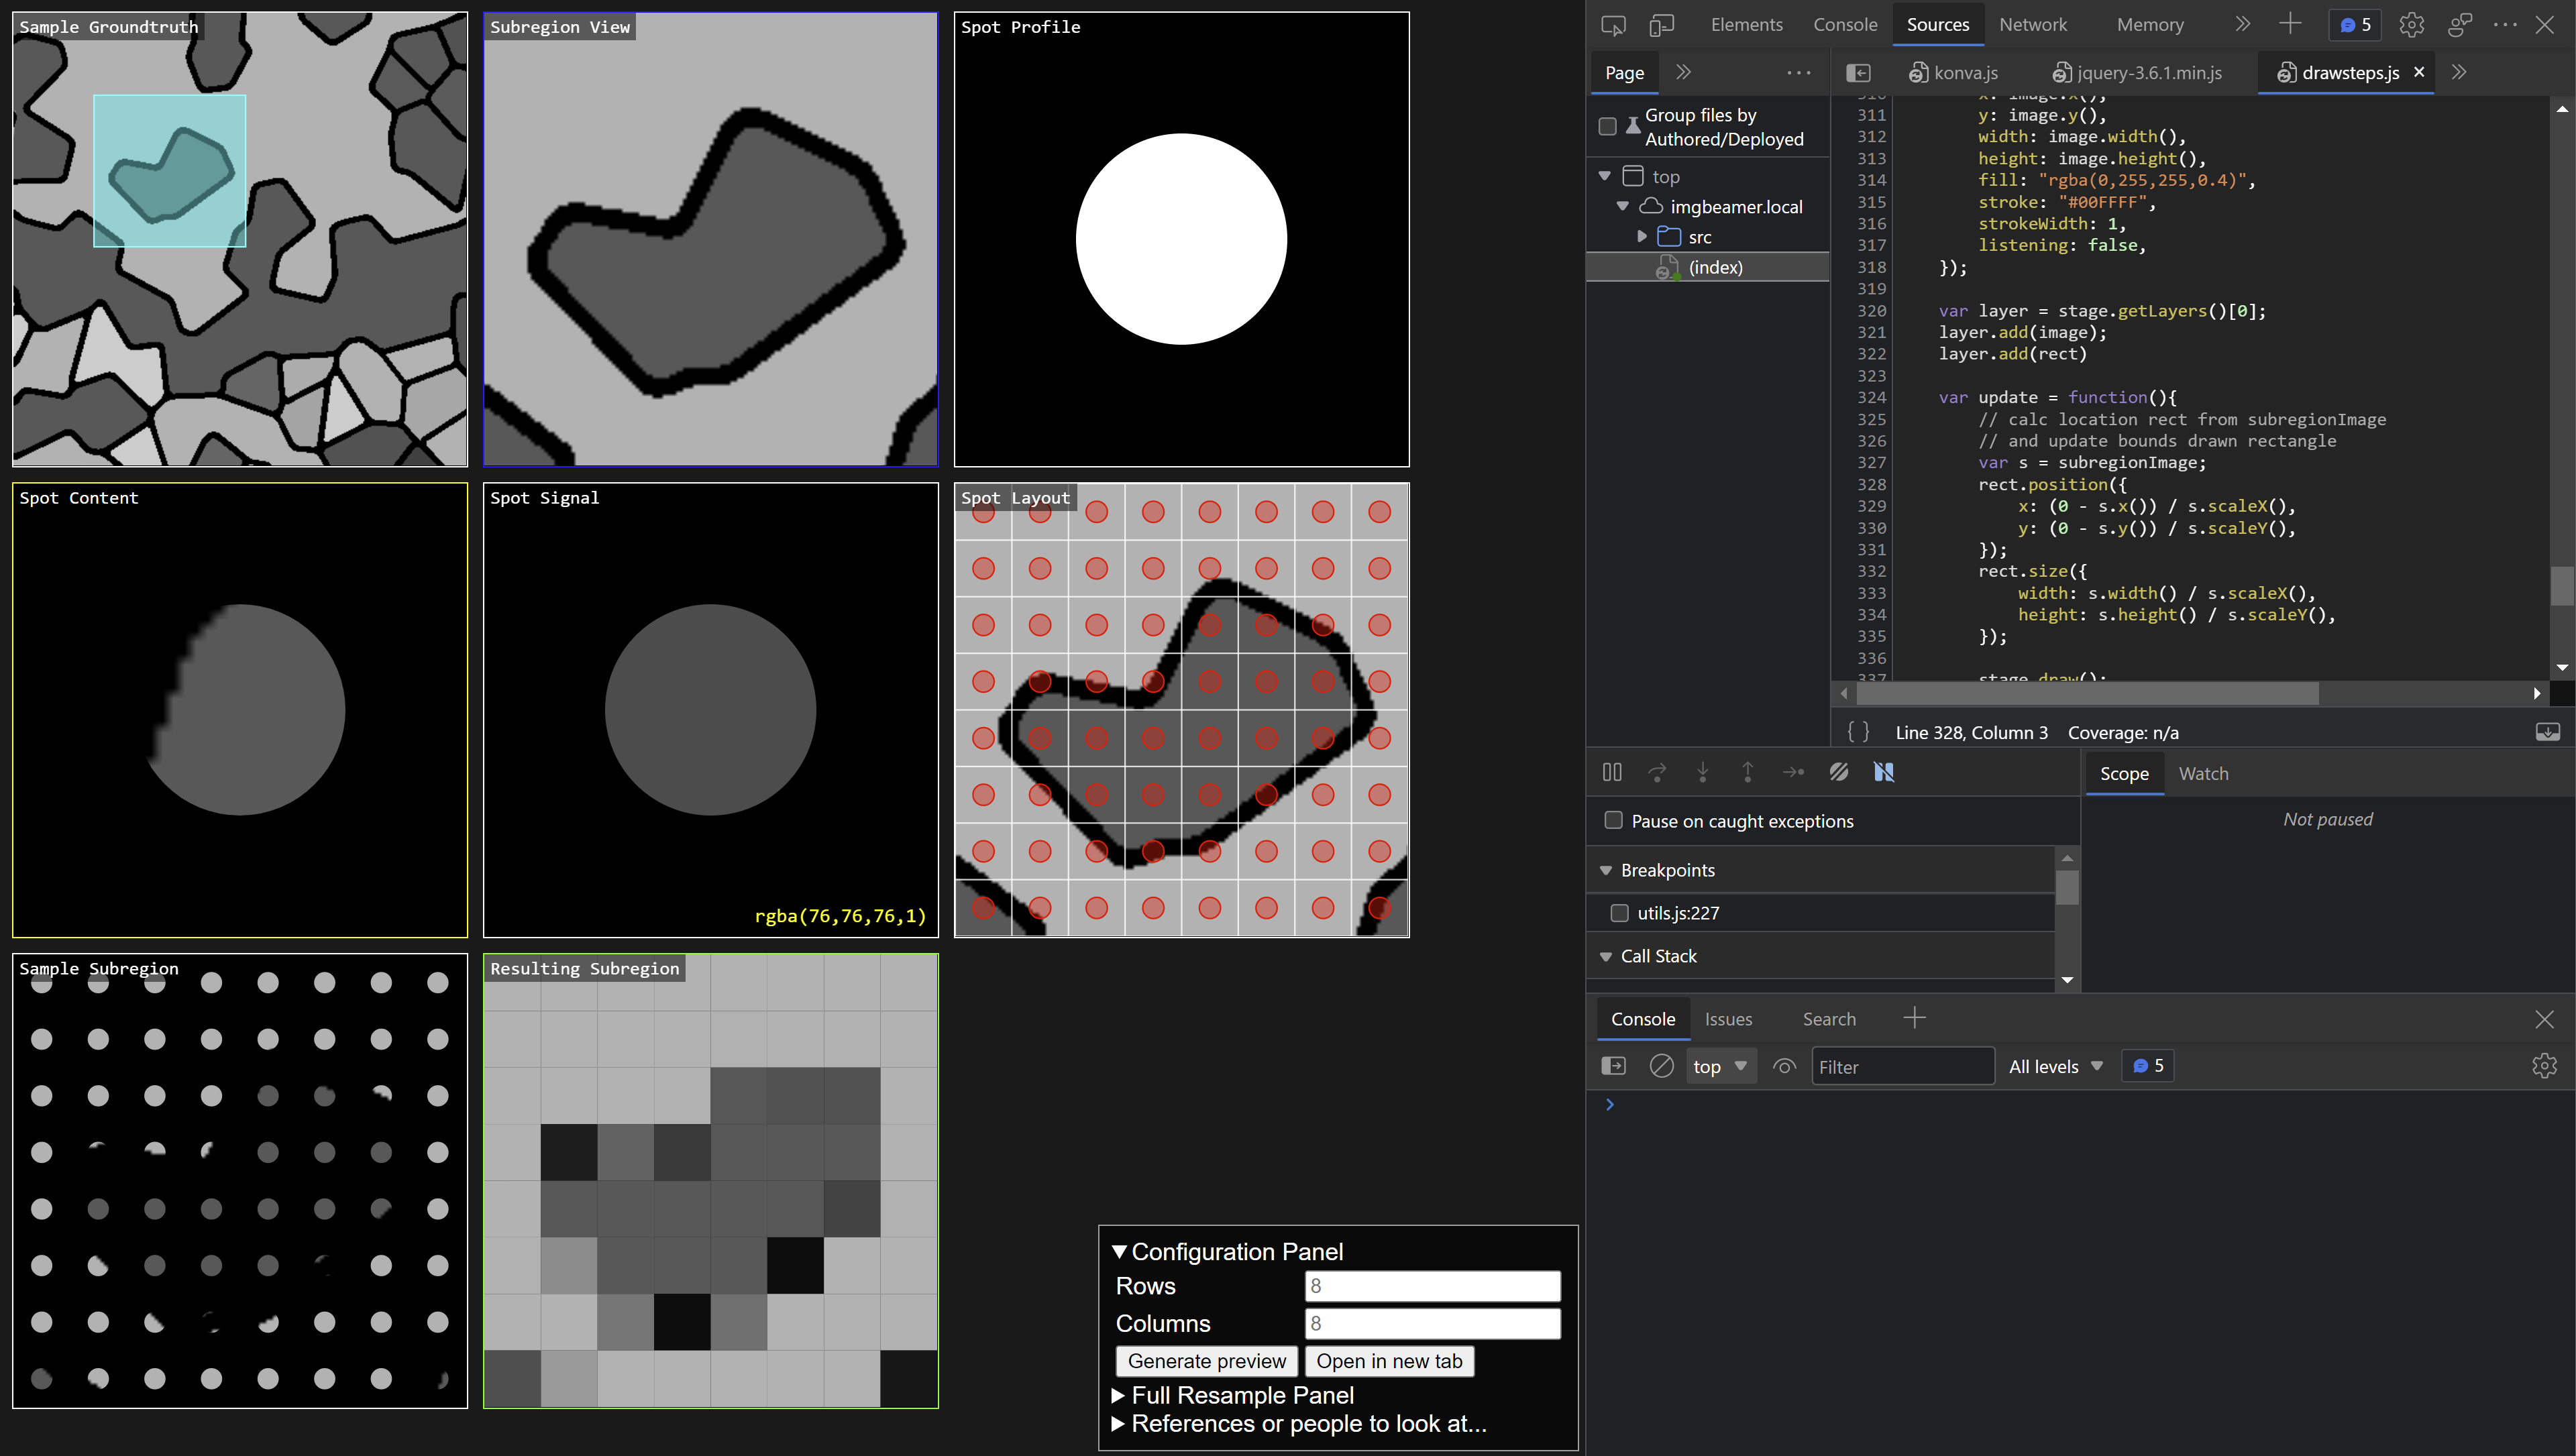 Sample Groundtruth
Subregion View
Spot Profile
Spot Content
Spot Signal
rgba(76,76,76,1)
Spot Layout
Sample Subregion
Resulting Subregion
Configuration Panel
Rows
8
Columns
8
Generate preview
Open in new tab
Full Resample Panel
References or people to look at...
Elements
Console
Sources
Network
Memory
5
Page
konva.js
jquery-3.6.1.min.js
drawsteps.js
Group files by
Authored/Deployed
top
imgbeamer.local
src
(index)
310 x: image.x(),
311 y: image.y(),
312 width: image.width(),
313 height: image.height(),
314 fill: "rgba(0,255,255,0.4)",
315 stroke: "#00FFFF",
316 strokeWidth: 1,
317 listening: false,
318 });
319
320 var layer = stage.getLayers()[0];
321 layer.add(image);
322 layer.add(rect)
323
324 var update = function(){
325 // calc location rect from subregionImage
326 // and update bounds drawn rectangle
327 var s = subregionImage;
328 rect.position({
329 x: (0 - s.x()) / s.scaleX(),
330 y: (0 - s.y()) / s.scaleY(),
331 });
332 rect.size({
333 width: s.width() / s.scaleX(),
334 height: s.height() / s.scaleY(),
335 });
336
337 stage.draw();
{ } Line 328, Column 3 Coverage: n/a
Pause on caught exceptions
Breakpoints
utils.js:227
Call Stack
Scope
Watch
Not paused
Console
Issues
Search
top
Filter
All levels
5